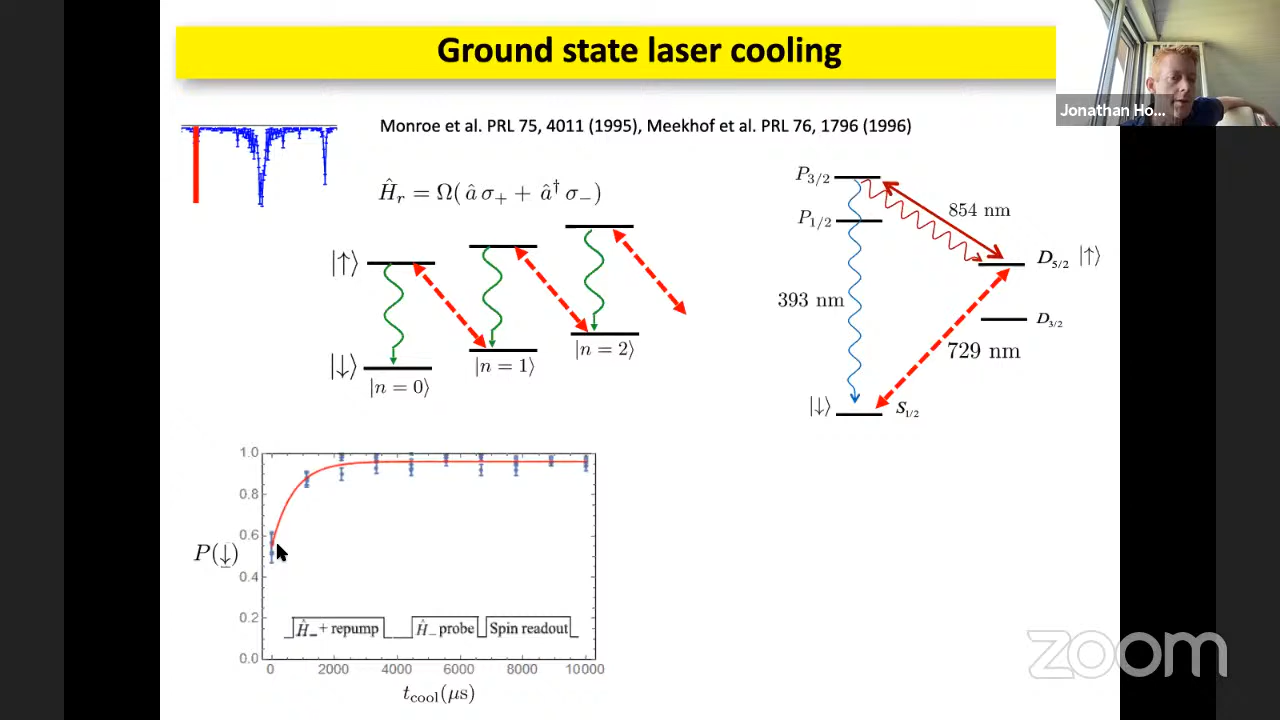 Ground state laser cooling
Jonathan Ho...
Monroe et al. PRL 75, 4011 (1995), Meekhof et al. PRL 76, 1796 (1996)
Ĥᵣ = Ω( â σ₊ + â† σ₋)
|↑⟩
|↓⟩
|n = 0⟩
|n = 1⟩
|n = 2⟩
P₃/₂
P₁/₂
854 nm
D₅/₂ |↑⟩
393 nm
D₃/₂
729 nm
|↓⟩ S₁/₂
1.0
0.8
0.6
P(↓)
0.4
0.2
0.0
Ĥ₋ + repump
Ĥ₋ probe
Spin readout
0 2000 4000 6000 8000 10000
t_cool(μs)
zoom